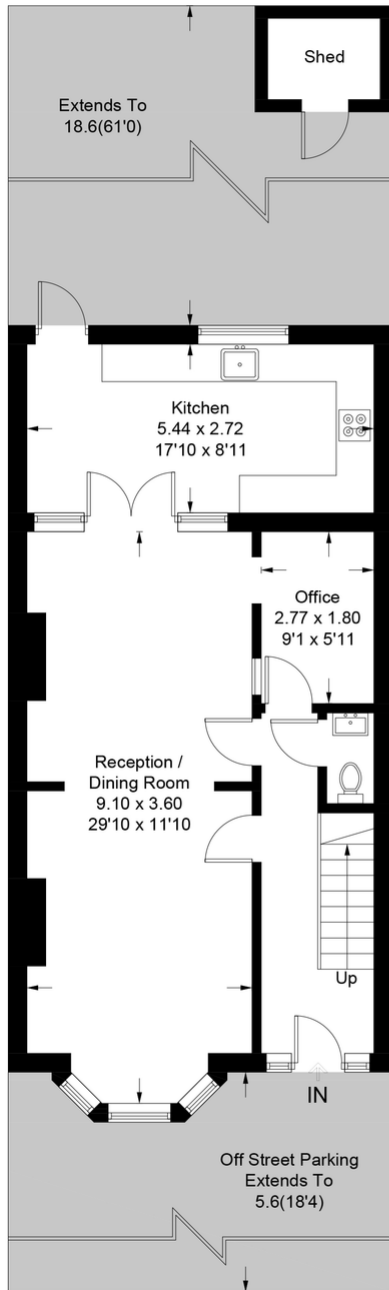 Shed
Extends To
18.6(61'0)
Kitchen
5.44 x 2.72
17'10 x 8'11
Office
2.77 x 1.80
9'1 x 5'11
Reception /
Dining Room
9.10 x 3.60
29'10 x 11'10
Up
IN
Off Street Parking
Extends To
5.6(18'4)